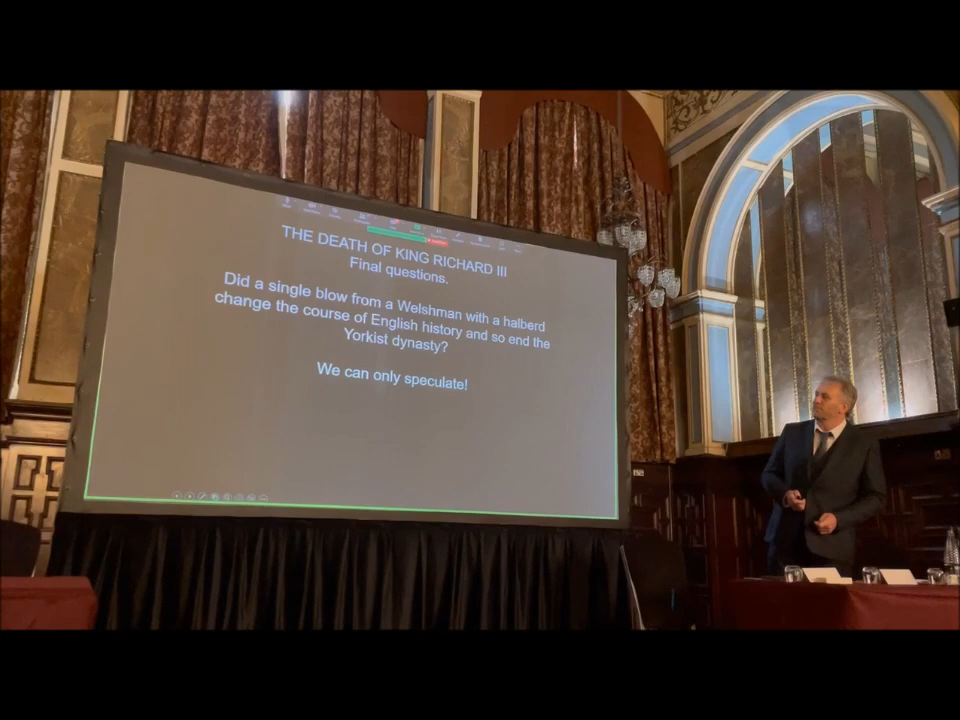 THE DEATH OF KING RICHARD III
Final questions.
Did a single blow from a Welshman with a halberd
change the course of English history and so end the
Yorkist dynasty?
We can only speculate!